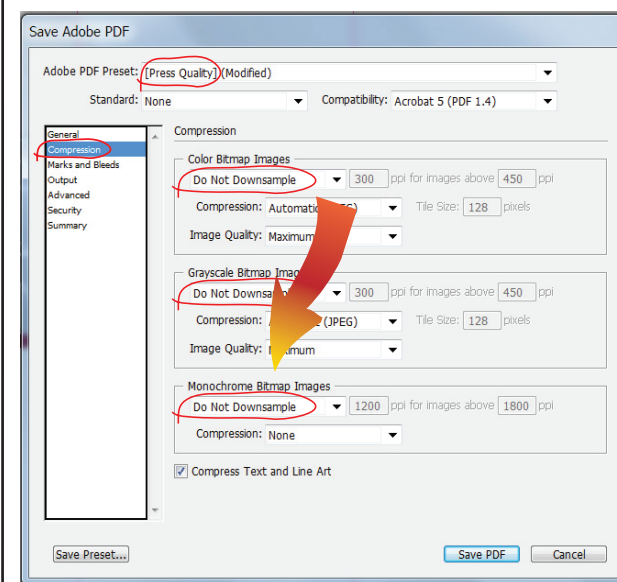 Save Adobe PDF
Adobe PDF Preset: [Press Quality] (Modified)
Standard: None Compatibility: Acrobat 5 (PDF 1.4)
General
Compression
Marks and Bleeds
Output
Advanced
Security
Summary
Compression
Color Bitmap Images
Do Not Downsample 300 ppi for images above 450 ppi
Compression: Tile Size: 128 pixels
Image Quality: Maximum
Grayscale Bitmap
Do Not 300 ppi for images above 450 ppi
Compression: (JPEG) Tile Size: 128 pixels
Image Quality:
Monochrome Bitmap Images
Do Not Downsample 1200 ppi for images above 1800 ppi
Compression: None
Compress Text and Line Art
Save Preset... Save PDF Cancel